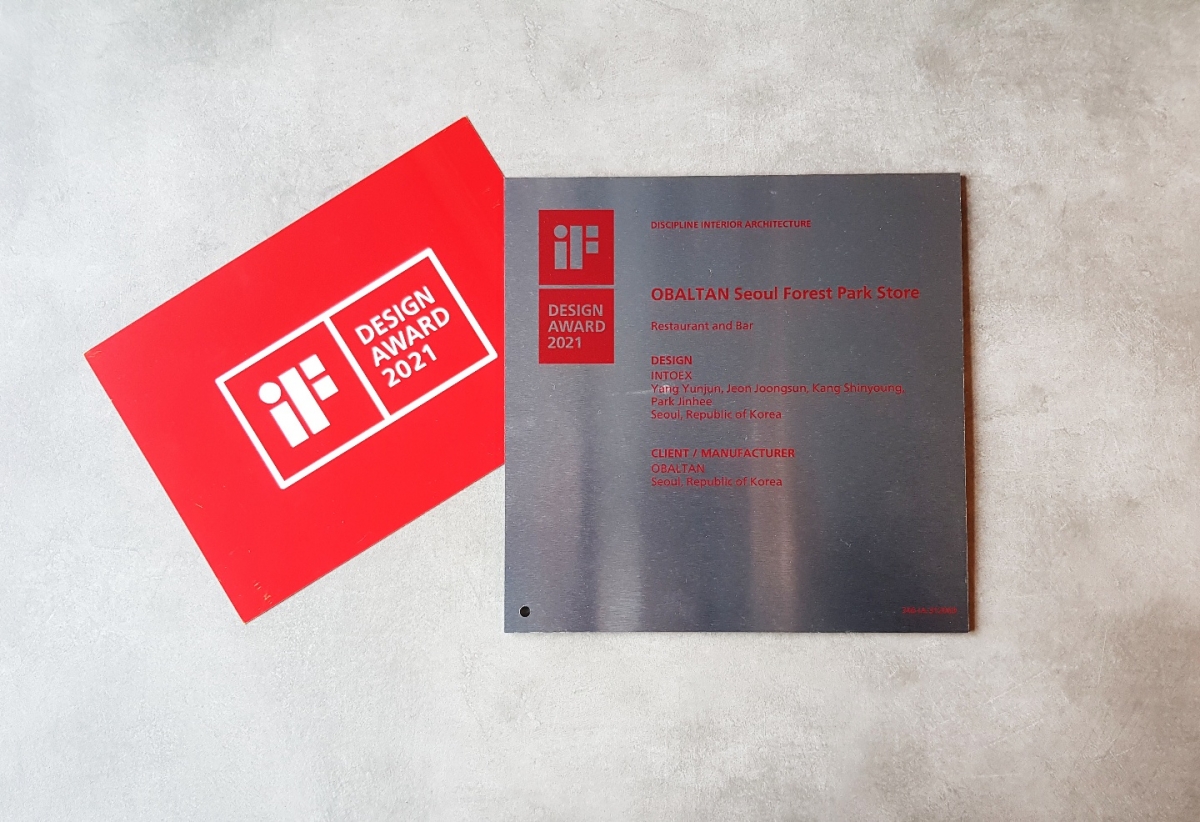 iF
DESIGN
AWARD
2021
iF
DESIGN
AWARD
2021
DISCIPLINE INTERIOR ARCHITECTURE
OBALTAN Seoul Forest Park Store
Restaurant and Bar
DESIGN
INTOEX
Yang Yunjun, Jeon Joongsun, Kang Shinyoung,
Park Jinhee
Seoul, Republic of Korea
CLIENT / MANUFACTURER
OBALTAN
Seoul, Republic of Korea